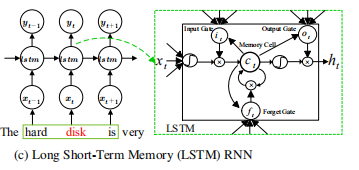 y_{t-1} y_t y_{t+1}
lstm lstm lstm
x_{t-1} x_t x_{t+1}
The hard disk is very
Input Gate
Output Gate
i_t
o_t
Memory Cell
x_t
c_t
h_t
f_t
Forget Gate
LSTM
(c) Long Short-Term Memory (LSTM) RNN